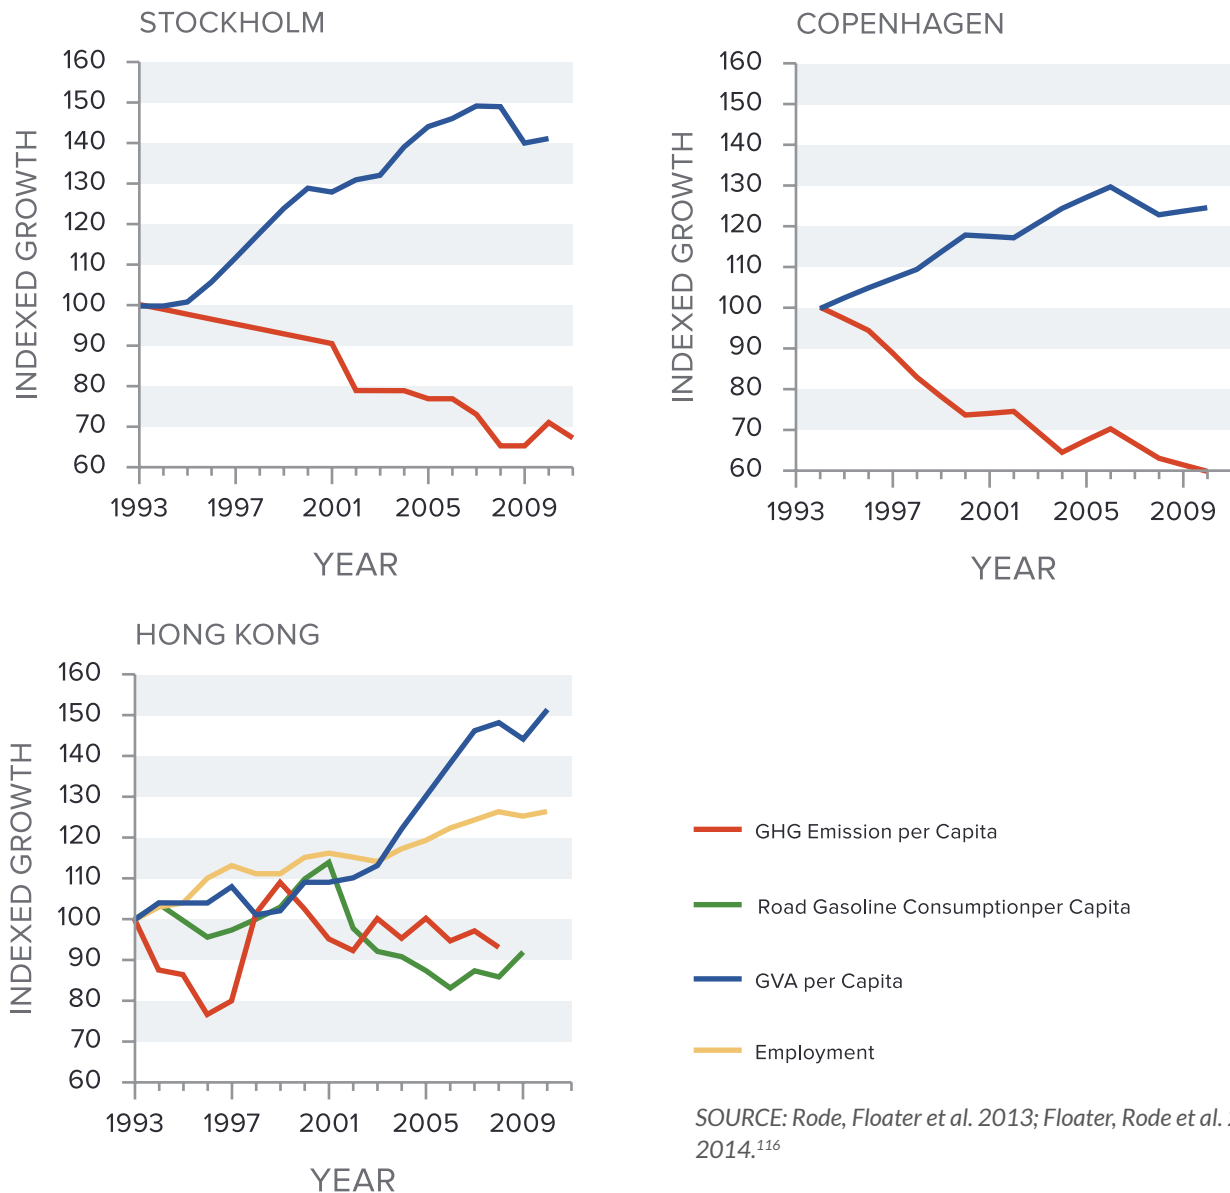 STOCKHOLM
160
150
140
130
120
110
100
90
80
70
60
INDEXED GROWTH
1993 1997 2001 2005 2009
YEAR
COPENHAGEN
160
150
140
130
120
110
100
90
80
70
60
INDEXED GROWTH
1993 1997 2001 2005 2009
YEAR
HONG KONG
160
150
140
130
120
110
100
90
80
70
60
INDEXED GROWTH
1993 1997 2001 2005 2009
YEAR
GHG Emission per Capita
Road Gasoline Consumptionper Capita
GVA per Capita
Employment
SOURCE: Rode, Floater et al. 2013; Floater, Rode et al.
2014.116